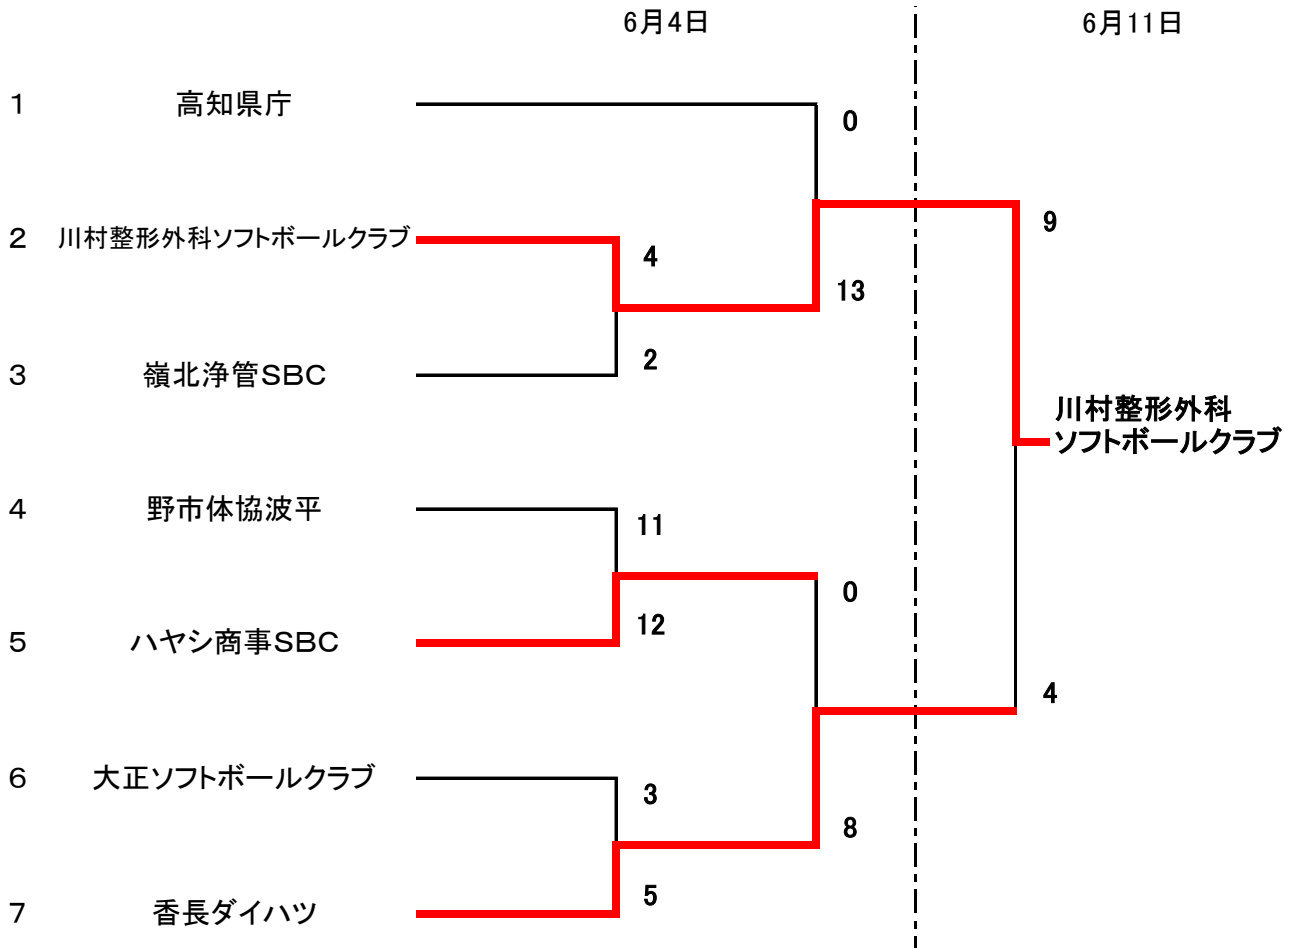 6月4日
6月11日
1
高知県庁
0
2
川村整形外科ソフトボールクラブ
4
13
9
3
嶺北浄管SBC
2
川村整形外科
ソフトボールクラブ
4
野市体協波平
11
0
5
ハヤシ商事SBC
12
4
6
大正ソフトボールクラブ
3
8
7
香長ダイハツ
5